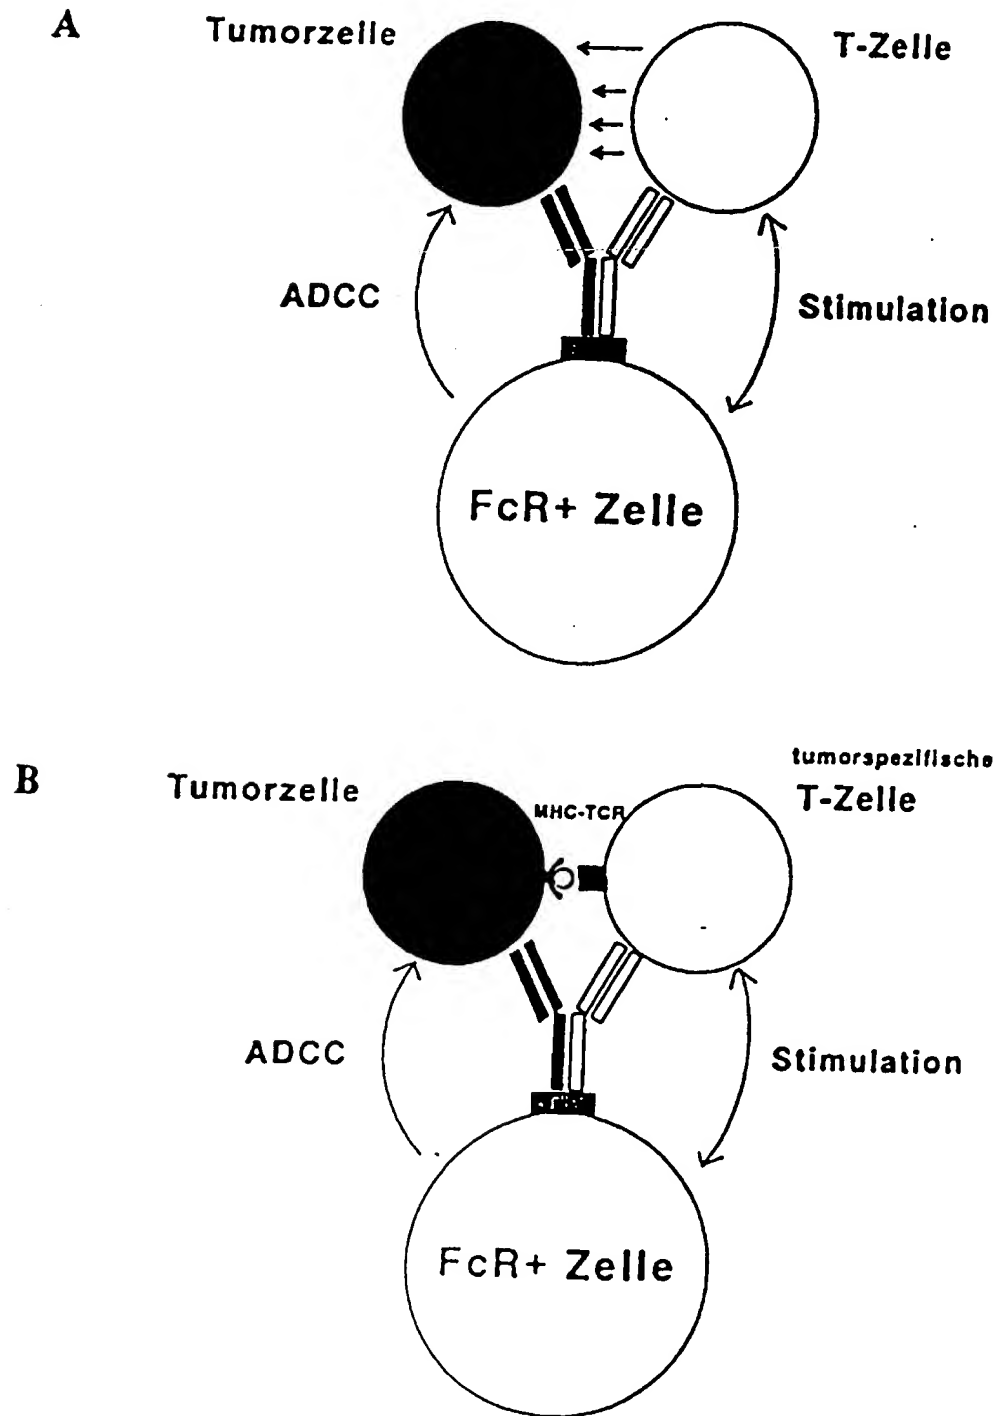 A
Tumorzelle
T-Zelle
ADCC
Stimulation
FcR+ Zelle
B
Tumorzelle
tumorspezifische
T-Zelle
MHC-TCR
ADCC
Stimulation
FcR+ Zelle